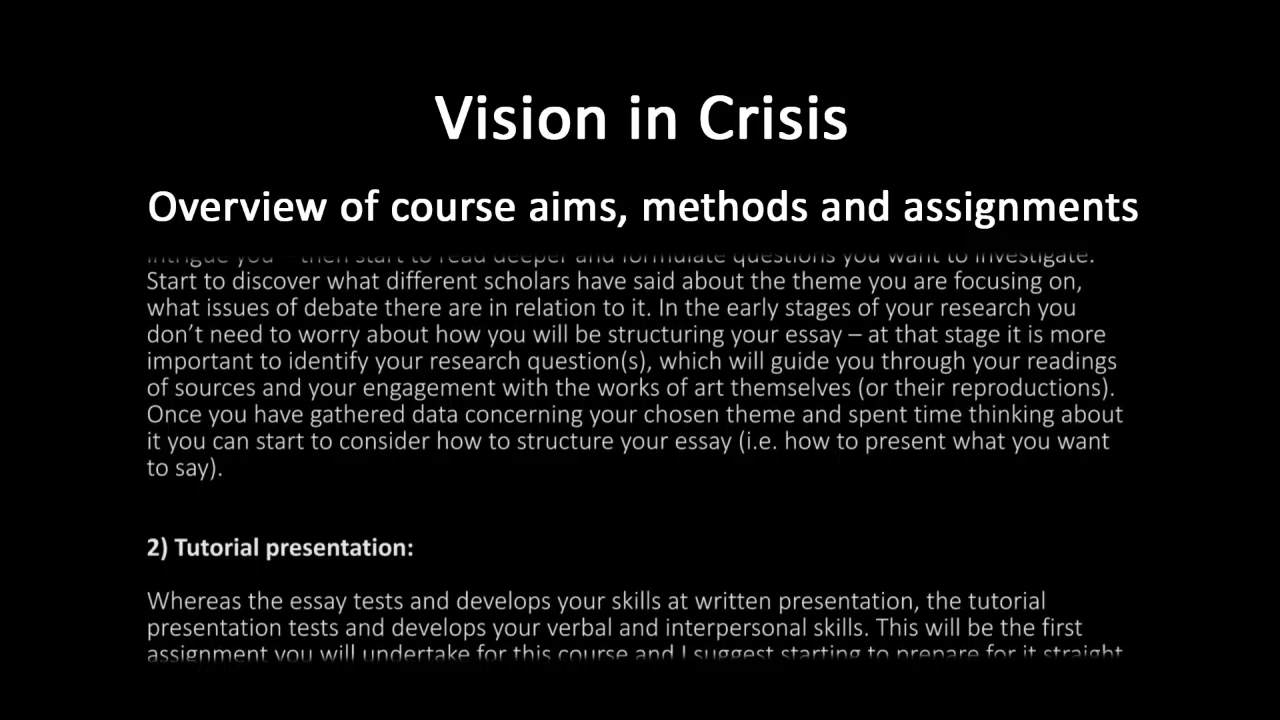 Vision in Crisis
Overview of course aims, methods and assignments
intrigue you - then start to read deeper and formulate questions you want to investigate.
Start to discover what different scholars have said about the theme you are focusing on,
what issues of debate there are in relation to it. In the early stages of your research you
don’t need to worry about how you will be structuring your essay – at that stage it is more
important to identify your research question(s), which will guide you through your readings
of sources and your engagement with the works of art themselves (or their reproductions).
Once you have gathered data concerning your chosen theme and spent time thinking about
it you can start to consider how to structure your essay (i.e. how to present what you want
to say).
2) Tutorial presentation:
Whereas the essay tests and develops your skills at written presentation, the tutorial
presentation tests and develops your verbal and interpersonal skills. This will be the first
assignment you will undertake for this course and I suggest starting to prepare for it straight